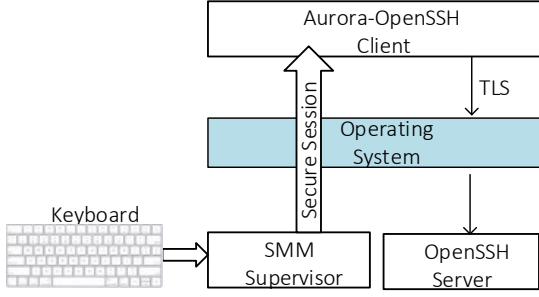 Aurora-OpenSSH
Client
TLS
Operating
System
Secure Session
Keyboard
SMM
Supervisor
OpenSSH
Server